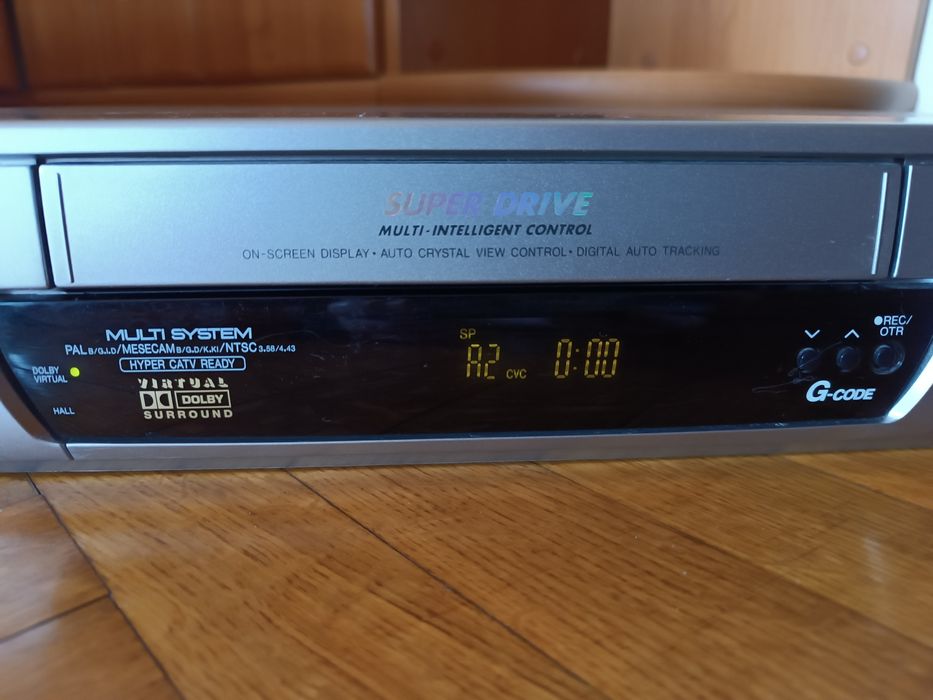 SUPER DRIVE
MULTI-INTELLIGENT CONTROL
ON-SCREEN DISPLAY • AUTO CRYSTAL VIEW CONTROL • DIGITAL AUTO TRACKING
MULTI SYSTEM
PAL B/G.I.D/MESECAM B/G.D/K.KI/NTSC 3.58/4.43
HYPER CATV READY
DOLBY
VIRTUAL
HALL
VIRTUAL
DOLBY
SURROUND
SP
A2 CVC 0:00
REC/
OTR
G-CODE